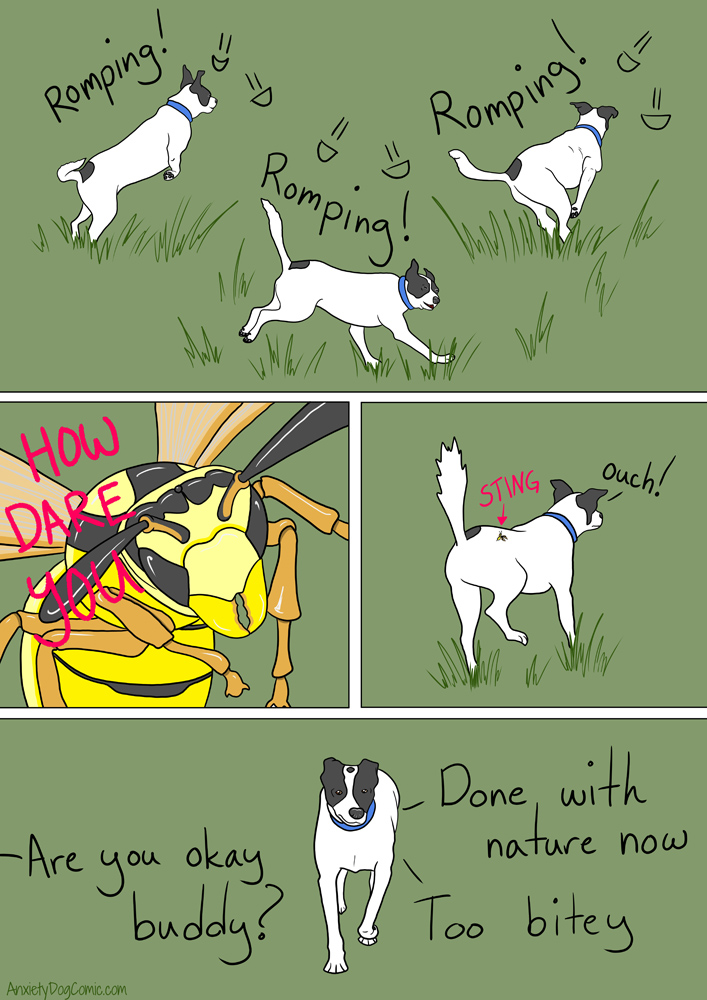 Romping!
Romping!
Romping!
HOW
DARE
YOU
STING
Ouch!
Are you okay
buddy?
Done with
nature now
Too bitey
AnxietyDogComic.com